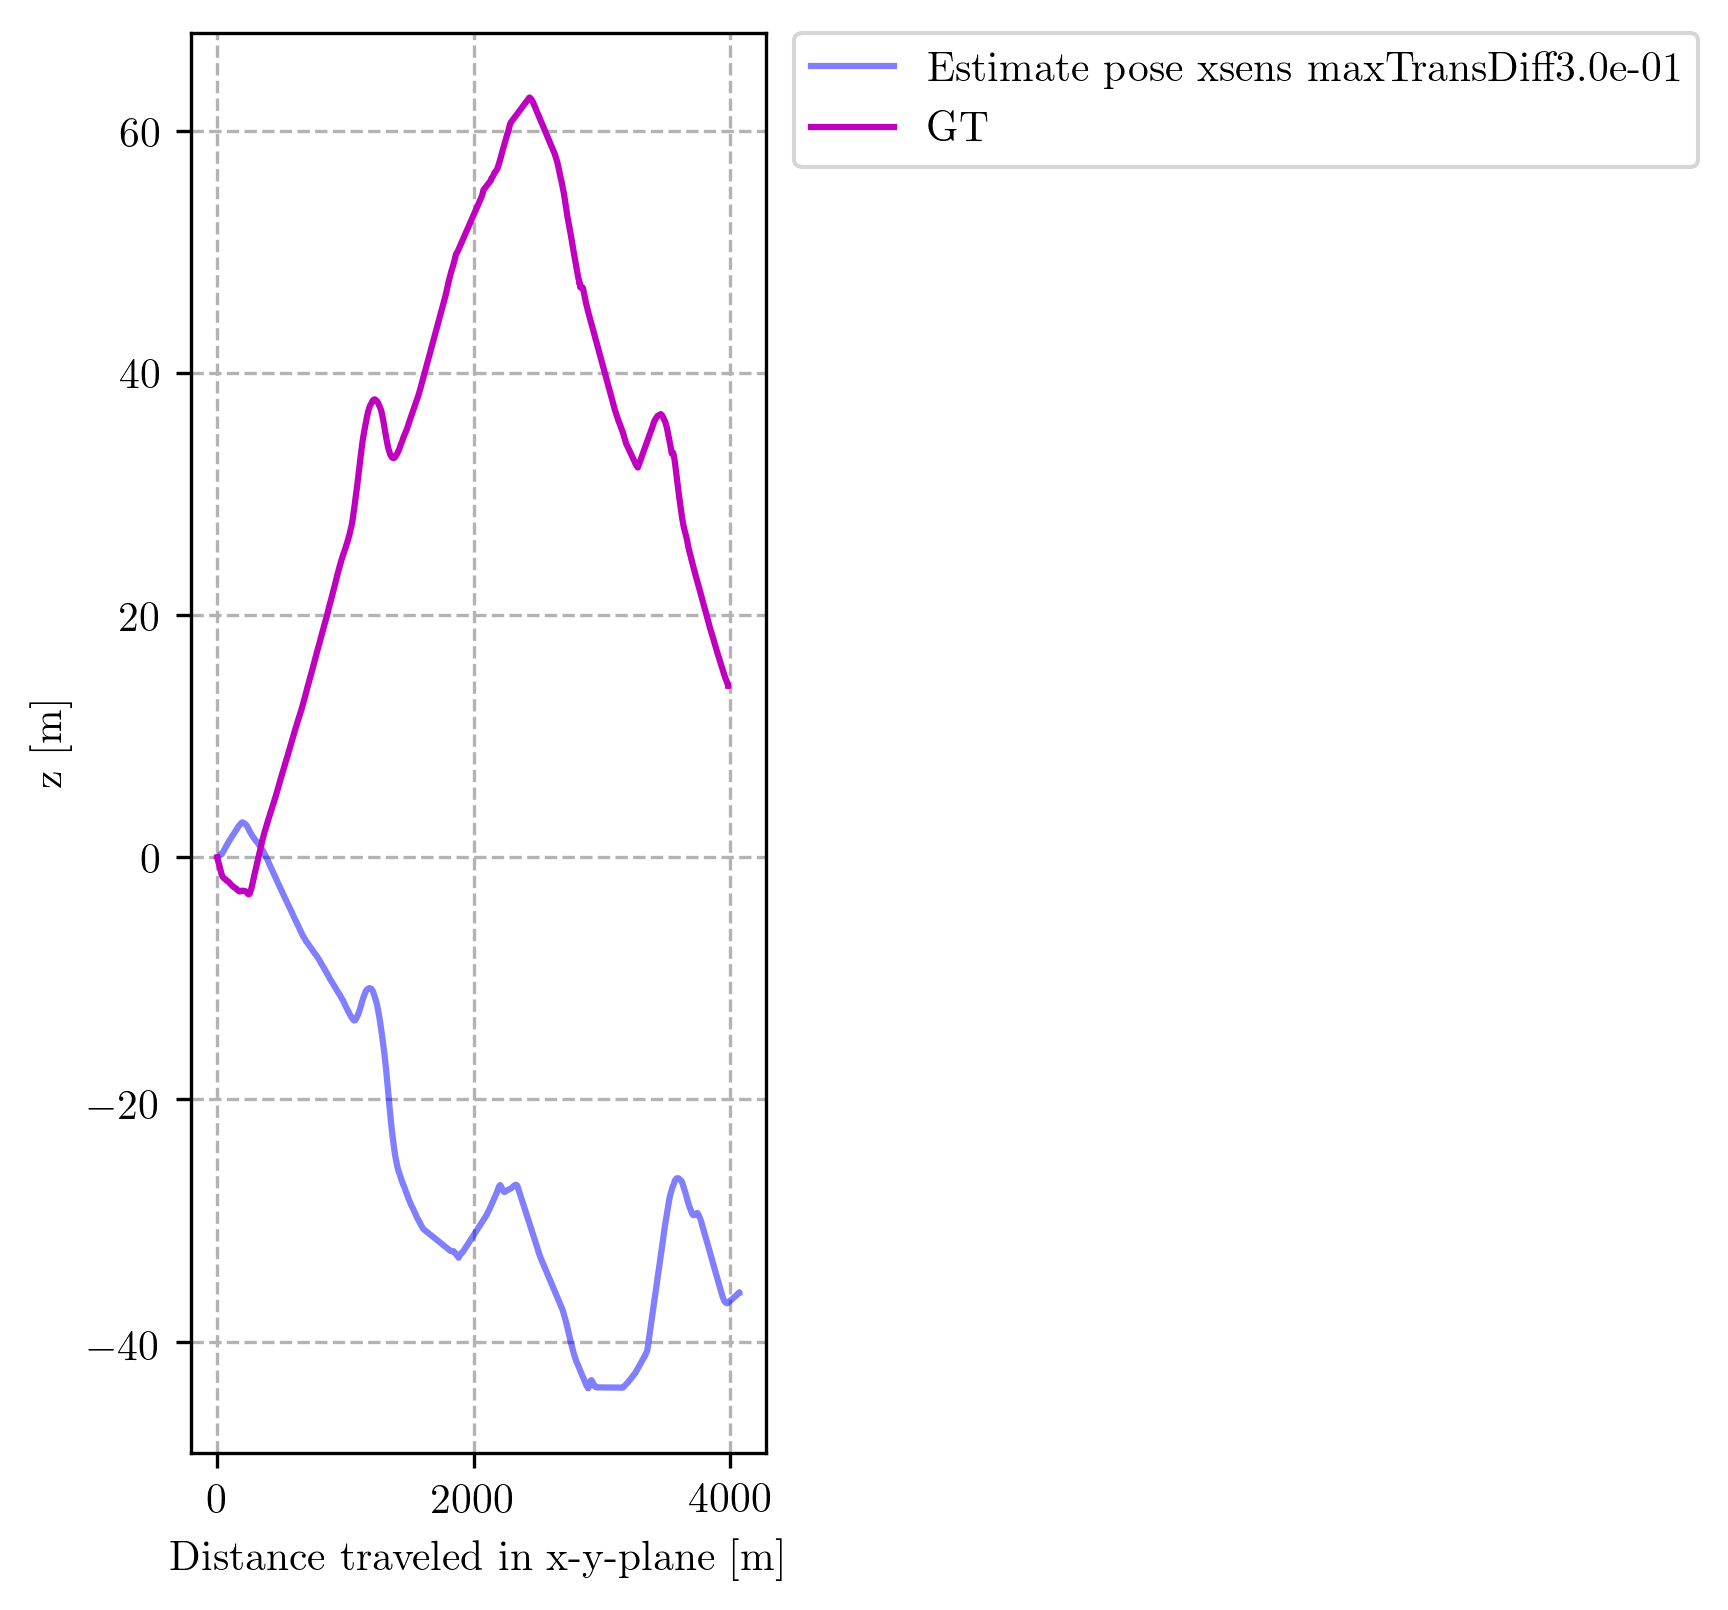 Estimate pose xsens maxTransDiff3.0e-01
GT
60
40
20
0
−20
−40
z [m]
0 2000 4000
Distance traveled in x-y-plane [m]